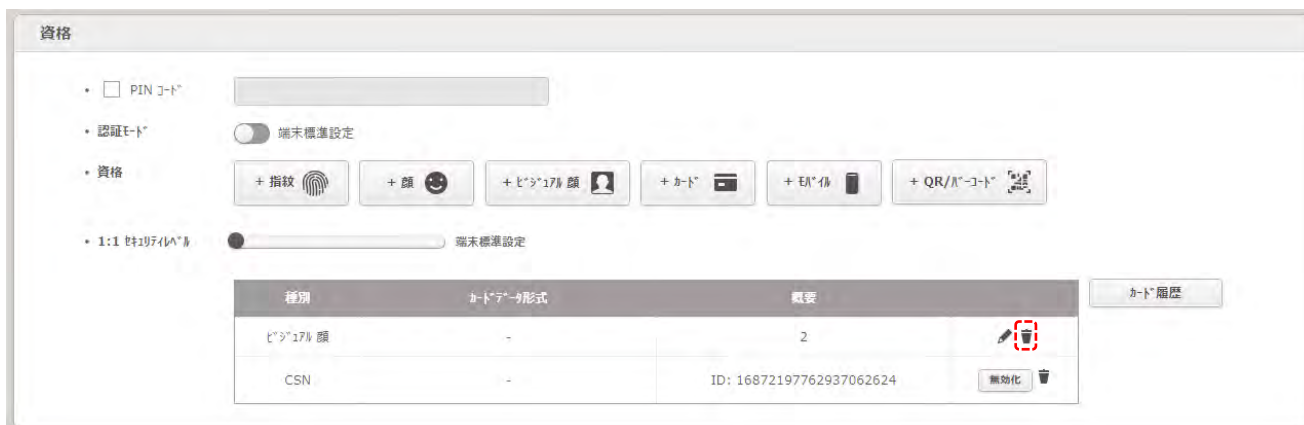 資格
• PIN コード
• 認証モード 端末標準設定
• 資格 + 指紋 + 顔 + ビジュアル 顔 + カード + モバイル + QR/バーコード
• 1:1 セキュリティレベル 端末標準設定
種別 カードデータ形式 概要 カード履歴
ビジュアル 顔 - 2
CSN - ID: 16872197762937062624 無効化